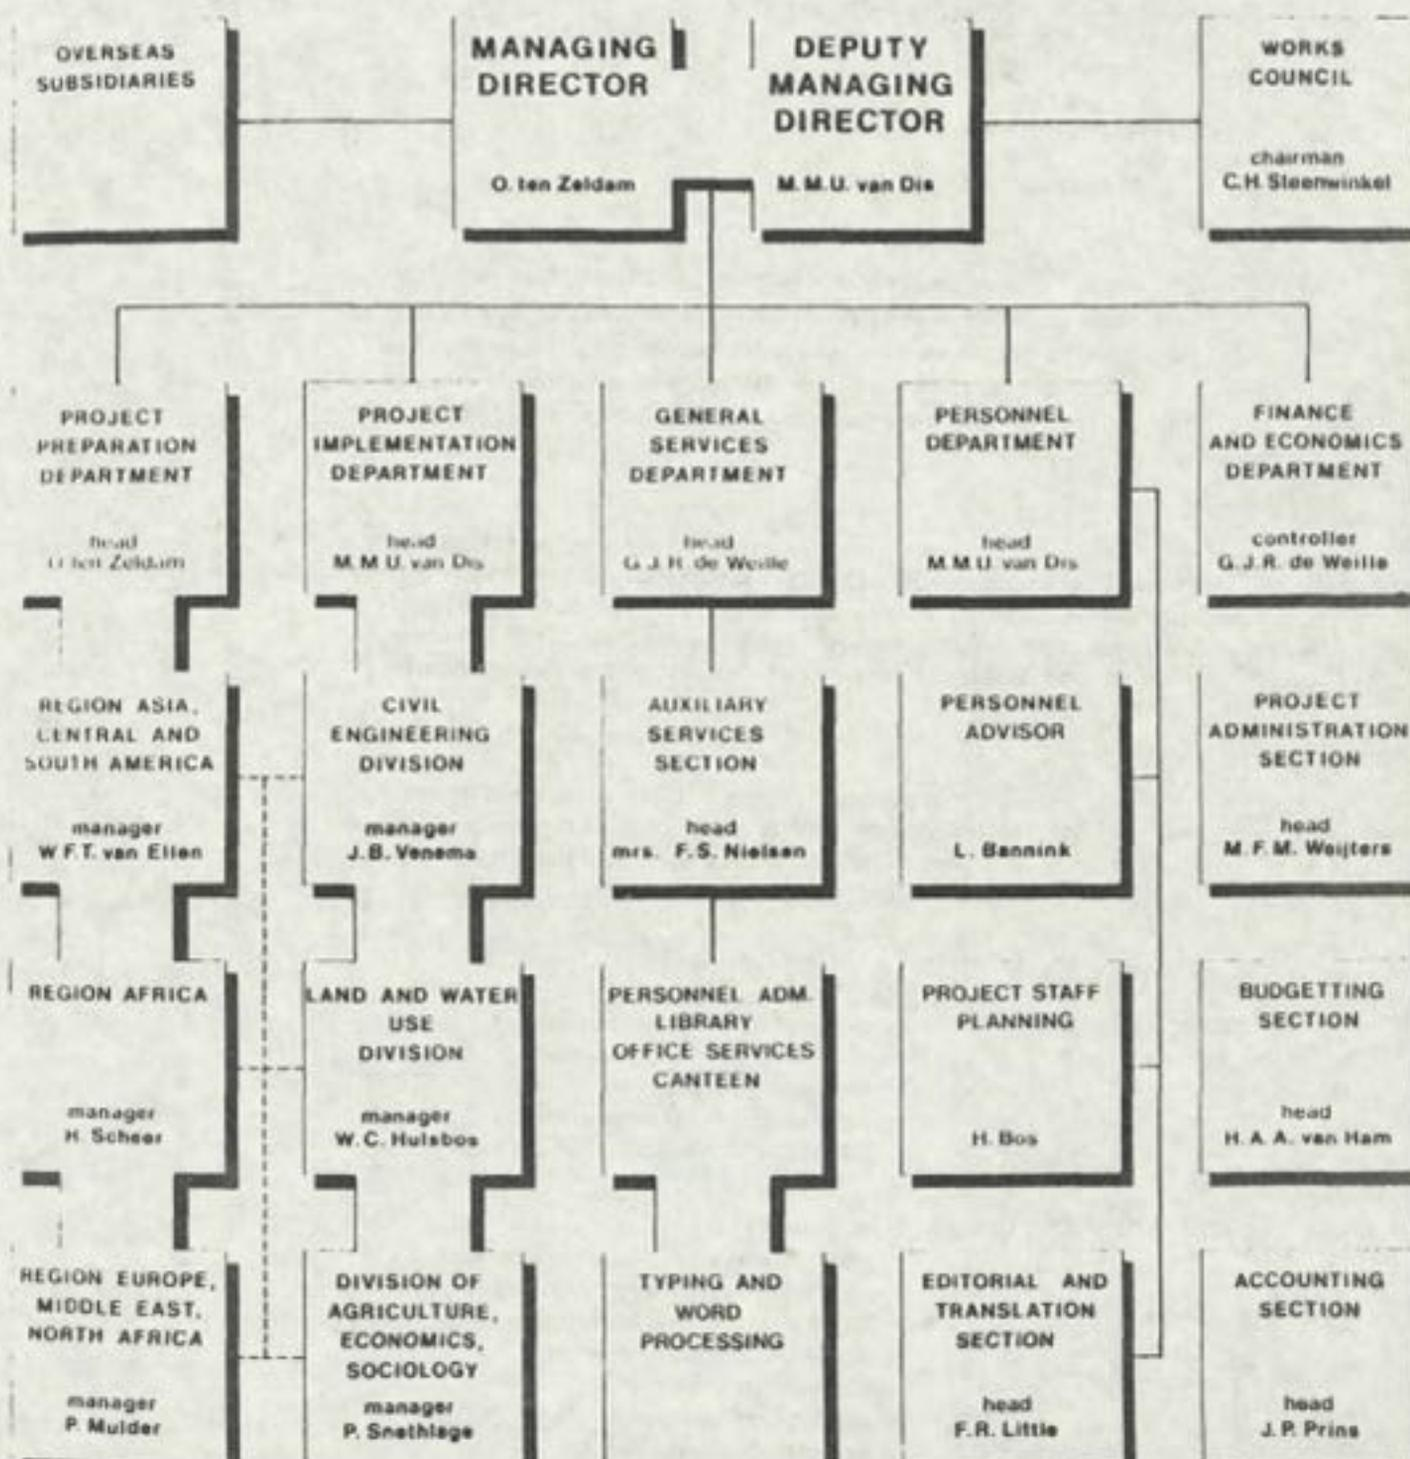 OVERSEAS
SUBSIDIARIES
MANAGING
DIRECTOR
O. ten Zeldam
DEPUTY
MANAGING
DIRECTOR
M.M.U. van Dis
WORKS
COUNCIL
chairman
C.H. Steenwinkel
PROJECT
PREPARATION
DEPARTMENT
head
O. ten Zeldam
PROJECT
IMPLEMENTATION
DEPARTMENT
head
M.M.U. van Dis
GENERAL
SERVICES
DEPARTMENT
head
G.J.R. de Weille
PERSONNEL
DEPARTMENT
head
M.M.U. van Dis
FINANCE
AND ECONOMICS
DEPARTMENT
controller
G.J.R. de Weille
REGION ASIA,
CENTRAL AND
SOUTH AMERICA
manager
W.F.T. van Ellen
CIVIL
ENGINEERING
DIVISION
manager
J.B. Venema
AUXILIARY
SERVICES
SECTION
head
mrs. F.S. Nielsen
PERSONNEL
ADVISOR
L. Bannink
PROJECT
ADMINISTRATION
SECTION
head
M.F.M. Weijters
REGION AFRICA
manager
H. Scheer
LAND AND WATER
USE
DIVISION
manager
W.C. Hulsbos
PERSONNEL ADM.
LIBRARY
OFFICE SERVICES
CANTEEN
PROJECT STAFF
PLANNING
H. Bos
BUDGETTING
SECTION
head
H.A.A. van Ham
REGION EUROPE,
MIDDLE EAST,
NORTH AFRICA
manager
P. Mulder
DIVISION OF
AGRICULTURE,
ECONOMICS,
SOCIOLOGY
manager
P. Snethlage
TYPING AND
WORD
PROCESSING
EDITORIAL AND
TRANSLATION
SECTION
head
F.R. Little
ACCOUNTING
SECTION
head
J.P. Prins